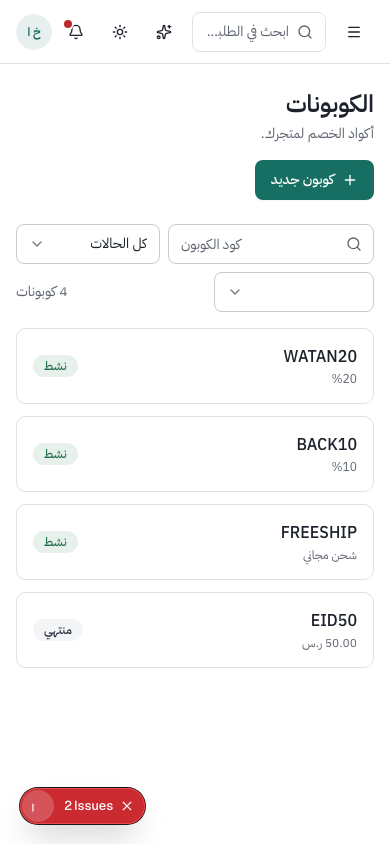 ابحث في الطلبـ...
خ ا
الكوبونات
أكواد الخصم لمتجرك.
كوبون جديد
كود الكوبون
كل الحالات
4 كوبونات
WATAN20
نشط
%20
BACK10
نشط
%10
FREESHIP
نشط
شحن مجاني
EID50
منتهي
50.00 ر.س
2 Issues